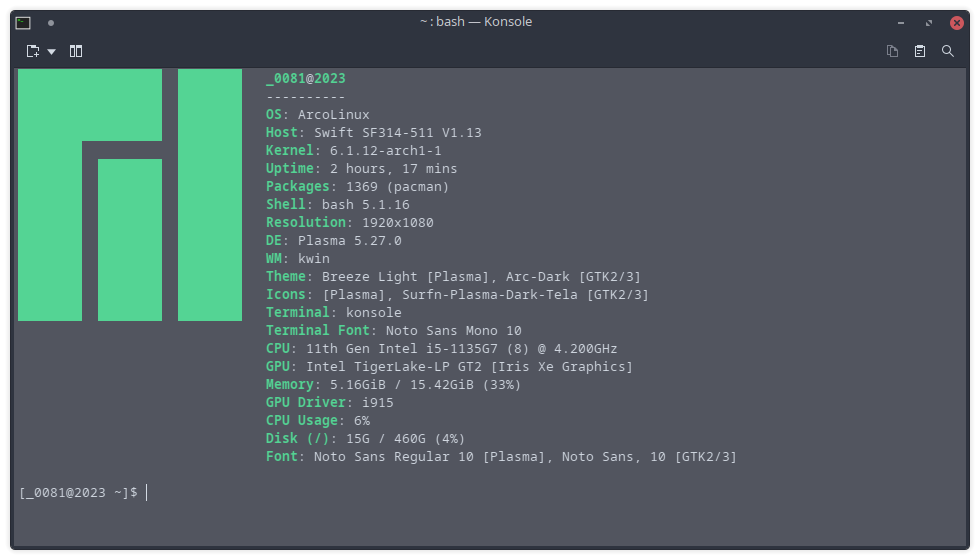 ~ : bash — Konsole
_0081@2023
----------
OS: ArcoLinux
Host: Swift SF314-511 V1.13
Kernel: 6.1.12-arch1-1
Uptime: 2 hours, 17 mins
Packages: 1369 (pacman)
Shell: bash 5.1.16
Resolution: 1920x1080
DE: Plasma 5.27.0
WM: kwin
Theme: Breeze Light [Plasma], Arc-Dark [GTK2/3]
Icons: [Plasma], Surfn-Plasma-Dark-Tela [GTK2/3]
Terminal: konsole
Terminal Font: Noto Sans Mono 10
CPU: 11th Gen Intel i5-1135G7 (8) @ 4.200GHz
GPU: Intel TigerLake-LP GT2 [Iris Xe Graphics]
Memory: 5.16GiB / 15.42GiB (33%)
GPU Driver: i915
CPU Usage: 6%
Disk (/): 15G / 460G (4%)
Font: Noto Sans Regular 10 [Plasma], Noto Sans, 10 [GTK2/3]
[_0081@2023 ~]$